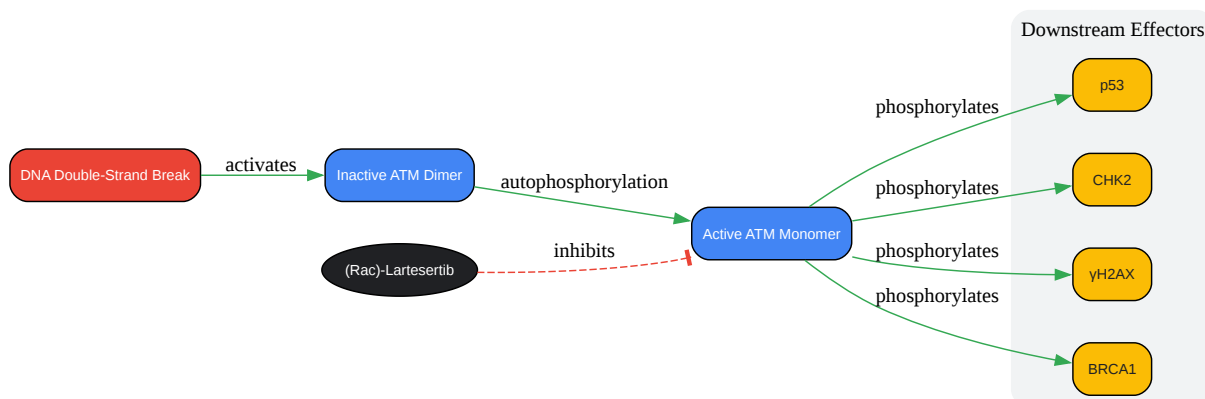 Downstream Effectors
p53
phosphorylates
DNA Double-Strand Break
activates
Inactive ATM Dimer
autophosphorylation
phosphorylates
CHK2
Active ATM Monomer
(Rac)-Lartesertib
inhibits
phosphorylates
γH2AX
phosphorylates
BRCA1